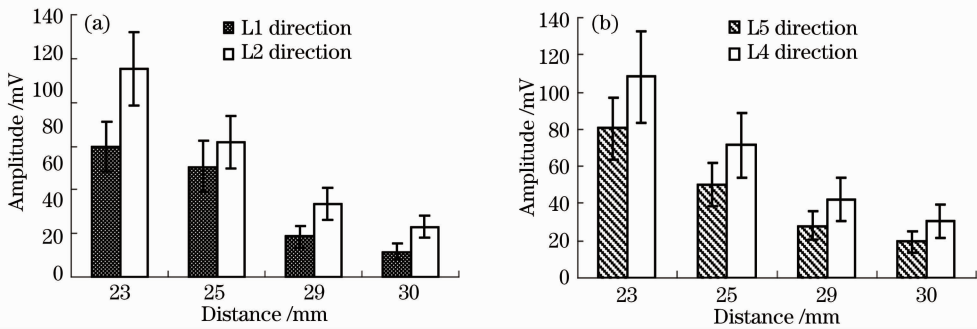 (a)
L1 direction
L2 direction
140
120
100
80
60
40
20
0
Amplitude /mV
23 25 29 30
Distance /mm
(b)
L5 direction
L4 direction
140
120
100
80
60
40
20
0
Amplitude /mV
23 25 29 30
Distance /mm